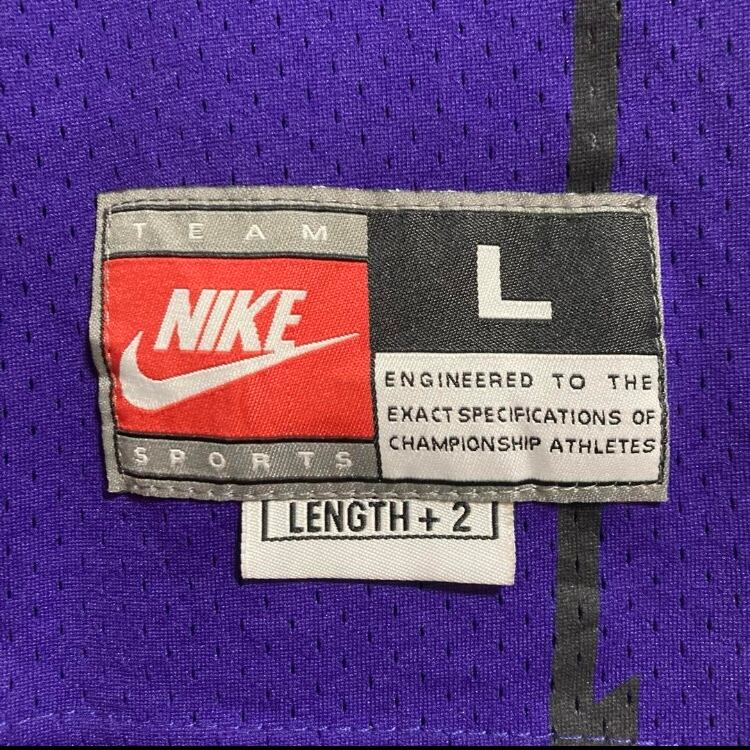 TEAM
NIKE
SPORTS
L
ENGINEERED TO THE
EXACT SPECIFICATIONS OF
CHAMPIONSHIP ATHLETES
LENGTH + 2